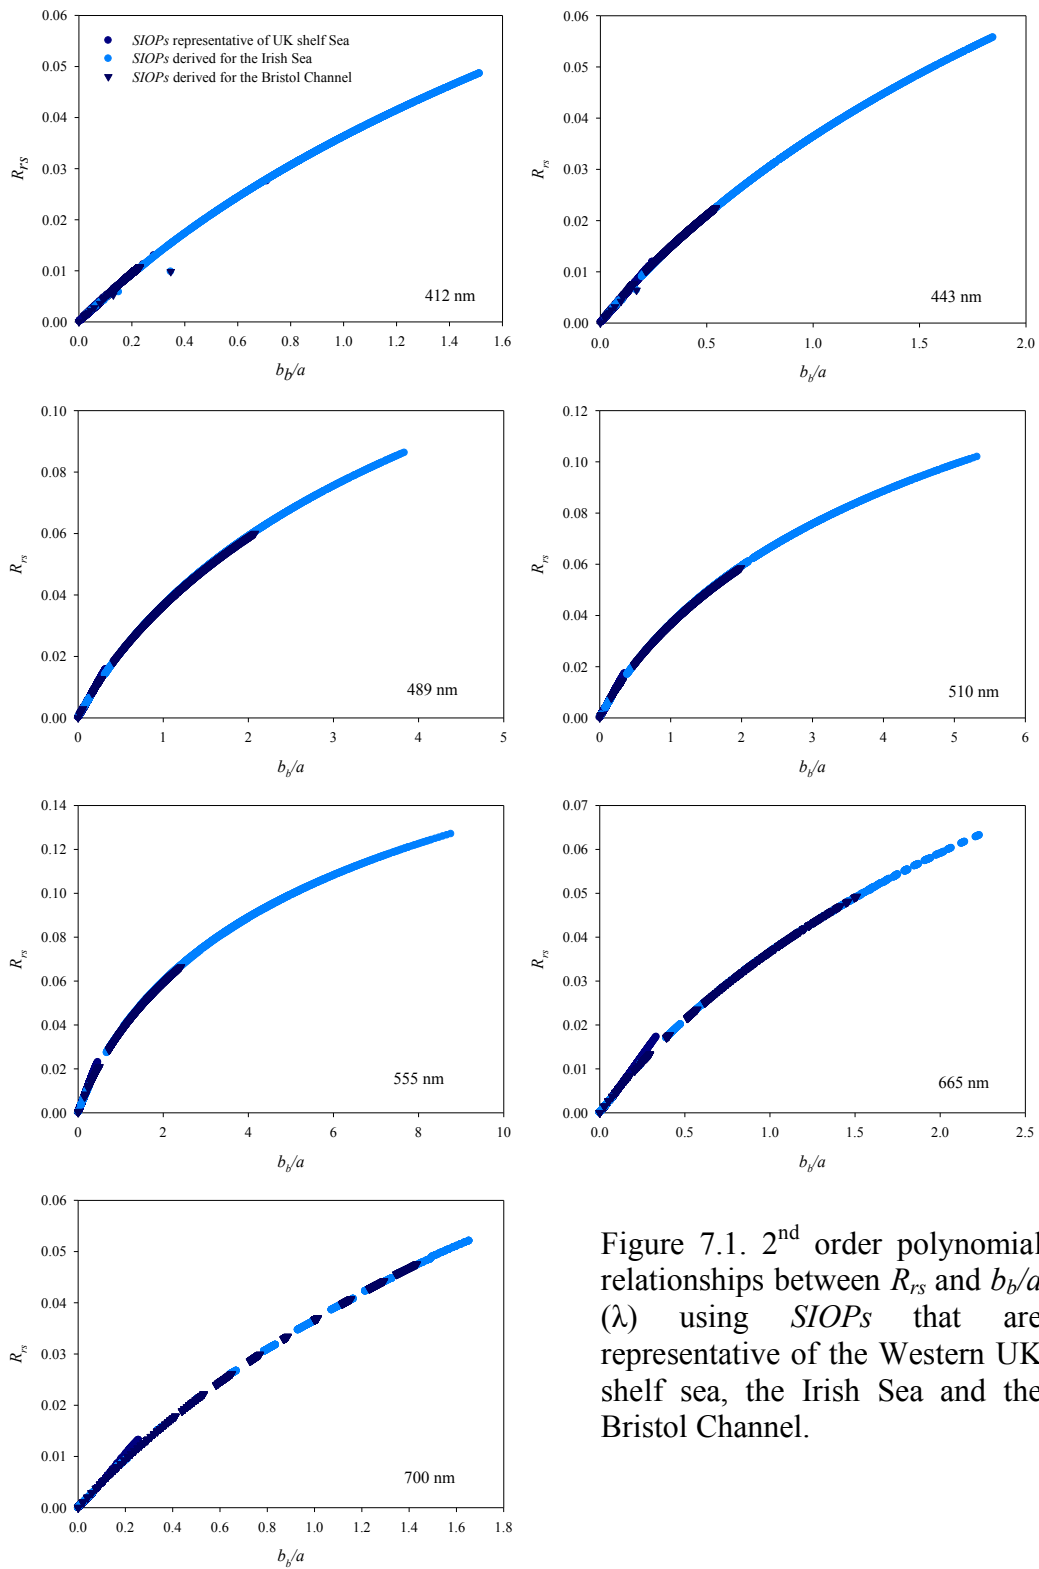 0.06
SIOPs representative of UK shelf Sea
SIOPs derived for the Irish Sea
SIOPs derived for the Bristol Channel
0.05
0.04
0.03
0.02
0.01
0.00
Rrs
412 nm
0.0 0.2 0.4 0.6 0.8 1.0 1.2 1.4 1.6
bb/a
0.06
0.05
0.04
0.03
0.02
0.01
0.00
Rrs
443 nm
0.0 0.5 1.0 1.5 2.0
bb/a
0.10
0.08
0.06
0.04
0.02
0.00
Rrs
489 nm
0 1 2 3 4 5
bb/a
0.12
0.10
0.08
0.06
0.04
0.02
0.00
Rrs
510 nm
0 1 2 3 4 5 6
bb/a
0.14
0.12
0.10
0.08
0.06
0.04
0.02
0.00
Rrs
555 nm
0 2 4 6 8 10
bb/a
0.07
0.06
0.05
0.04
0.03
0.02
0.01
0.00
Rrs
665 nm
0.0 0.5 1.0 1.5 2.0 2.5
bb/a
0.06
0.05
0.04
0.03
0.02
0.01
0.00
Rrs
700 nm
0.0 0.2 0.4 0.6 0.8 1.0 1.2 1.4 1.6 1.8
bb/a
Figure 7.1. 2nd order polynomial
relationships between Rrs and bb/a
(λ) using SIOPs that are
representative of the Western UK
shelf sea, the Irish Sea and the
Bristol Channel.